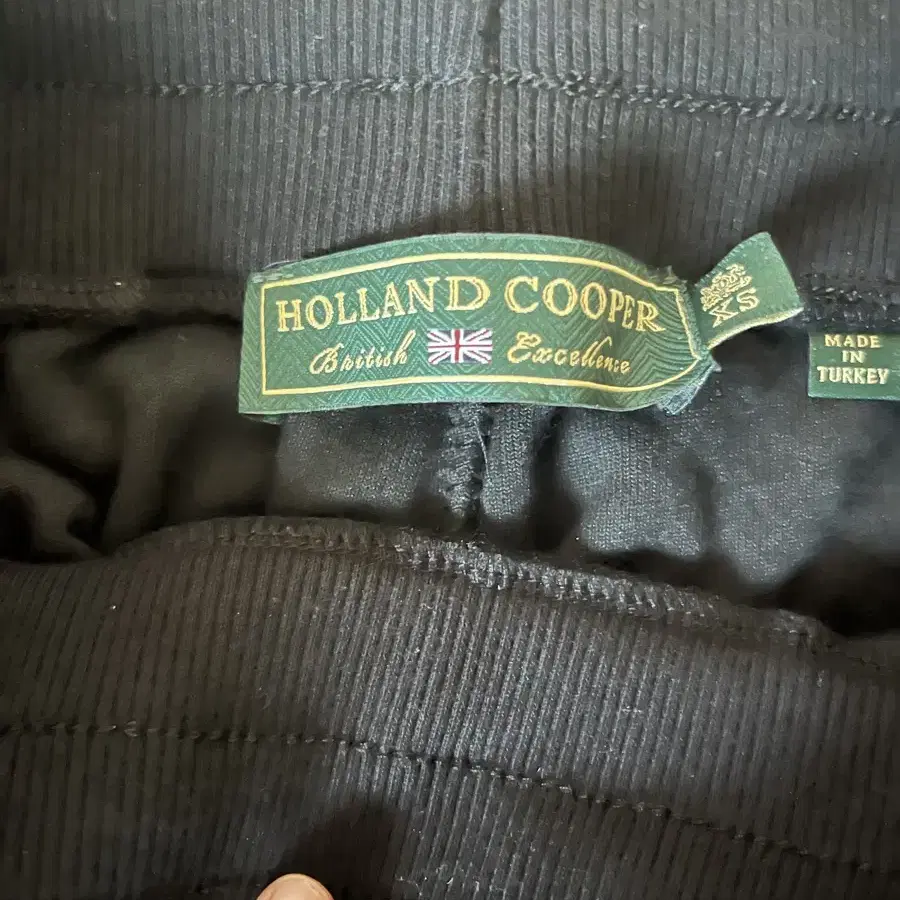 HOLLAND COOPER
British Excellence
XS
MADE
IN
TURKEY